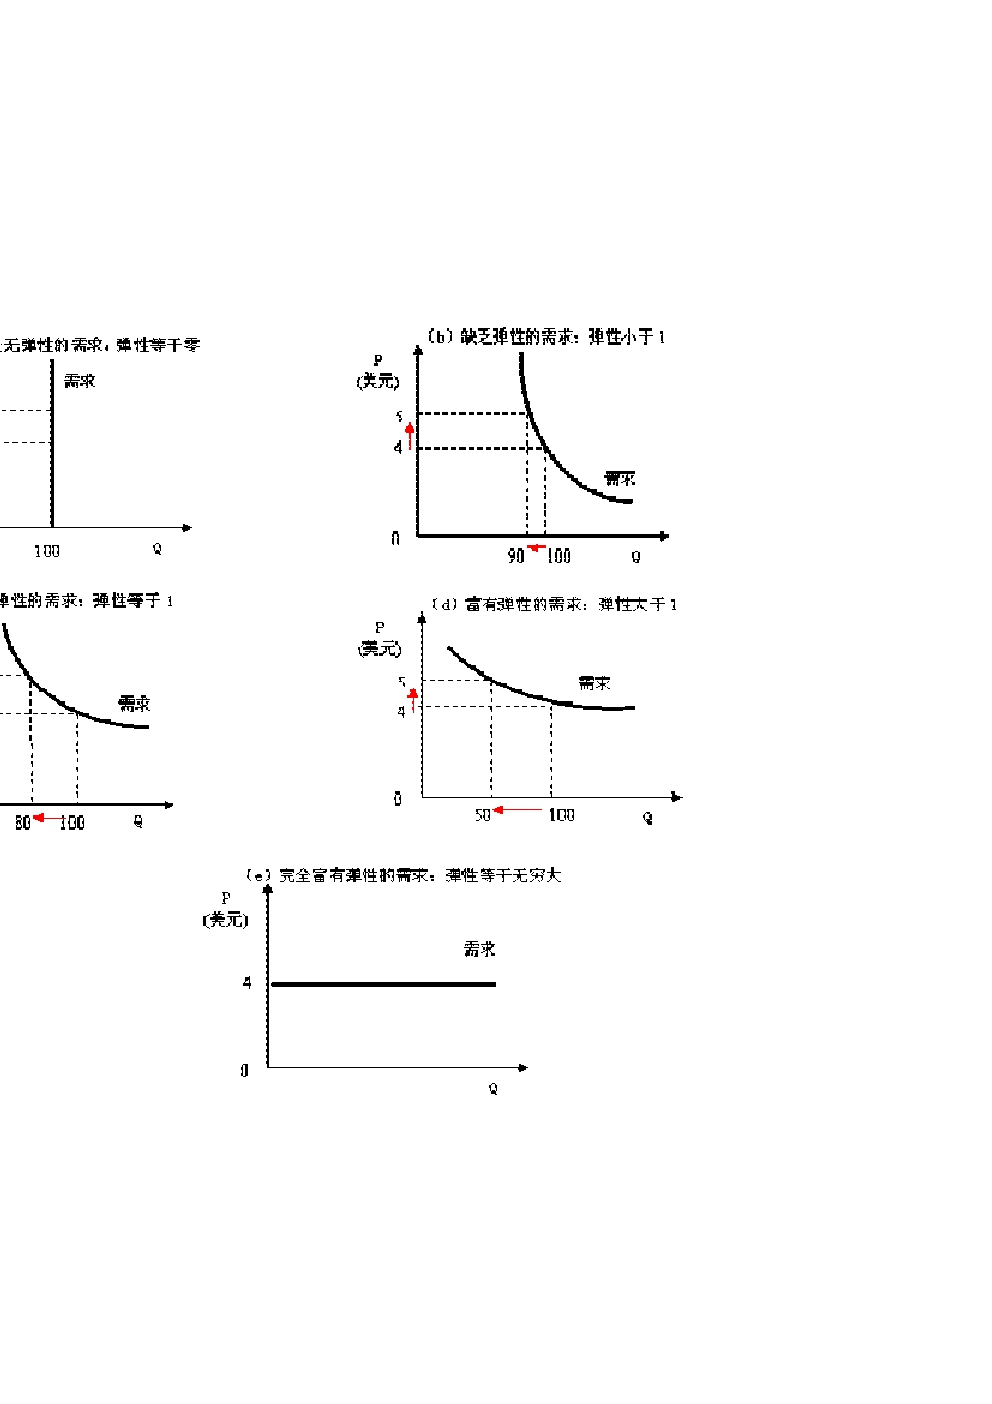 无弹性的需求，弹性等于零
需求
100
Q
（b）缺乏弹性的需求：弹性小于1
P
(美元)
5
4
需求
0
90
100
Q
弹性的需求：弹性等于1
需求
80
100
Q
（d）富有弹性的需求：弹性大于1
P
(美元)
5
4
需求
0
50
100
Q
（e）完全富有弹性的需求：弹性等于无穷大
P
(美元)
需求
4
0
Q